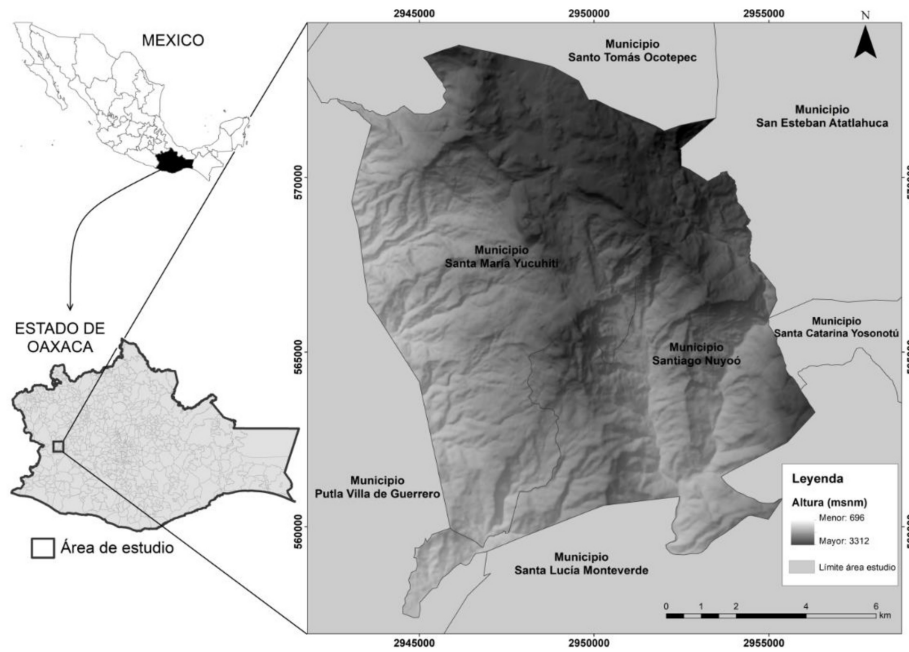 MEXICO
ESTADO DE
OAXACA
Área de estudio
2945000
2950000
2955000
N
Municipio
Santo Tomás Ocotepec
Municipio
San Esteban Atatlahuca
570000
570000
Municipio
Santa María Yucuhiti
Municipio
Santa Catarina Yosonotú
Municipio
Santiago Nuyoó
565000
565000
Municipio
Putla Villa de Guerrero
Leyenda
Altura (msnm)
Menor: 696
Mayor: 3312
Límite área estudio
560000
Municipio
Santa Lucía Monteverde
0 1 2 4 6
km
2945000
2950000
2955000